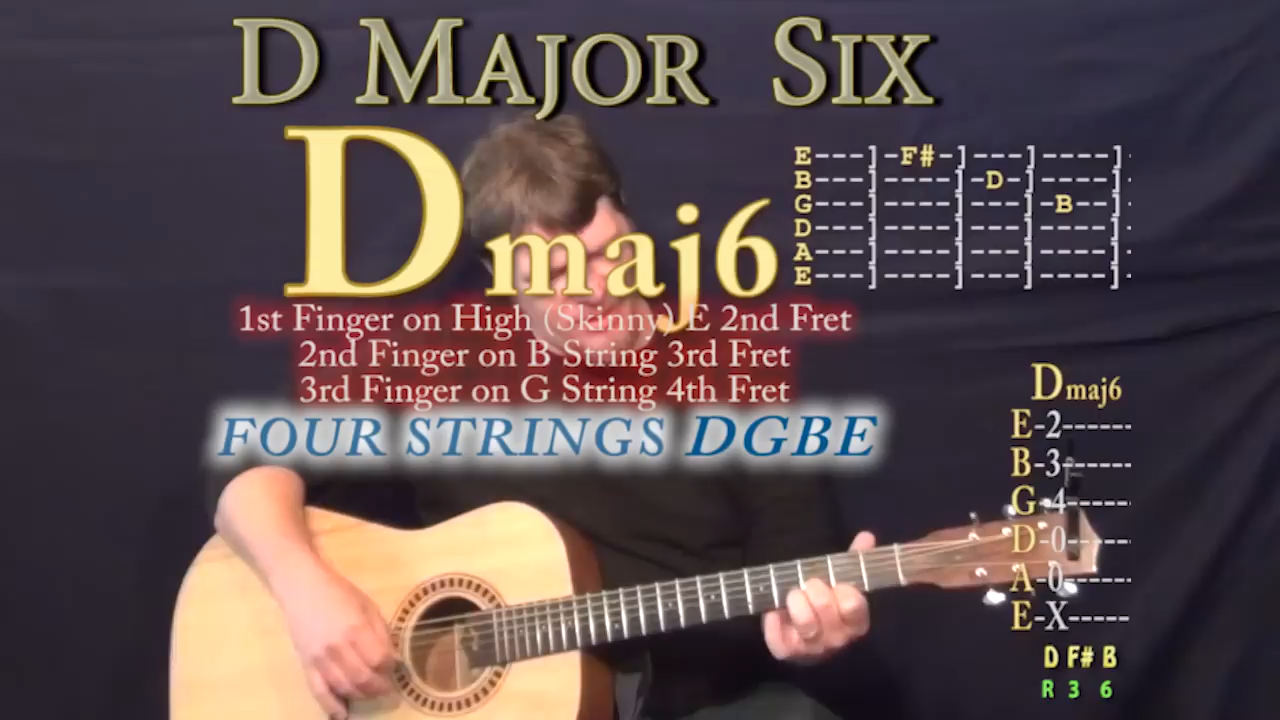 D Major Six
Dmaj6
E---]-F#-]---]----]-
B---]----]-D-]----]-
G---]----]---]-B--]-
D---]----]---]----]-
A---]----]---]----]-
E---]----]---]----]-
1st Finger on High (Skinny) E 2nd Fret
2nd Finger on B String 3rd Fret
3rd Finger on G String 4th Fret
FOUR STRINGS DGBE
Dmaj6
E-2------
B-3------
G-4------
D-0------
A-0------
E-X-----
D F# B
R 3 6